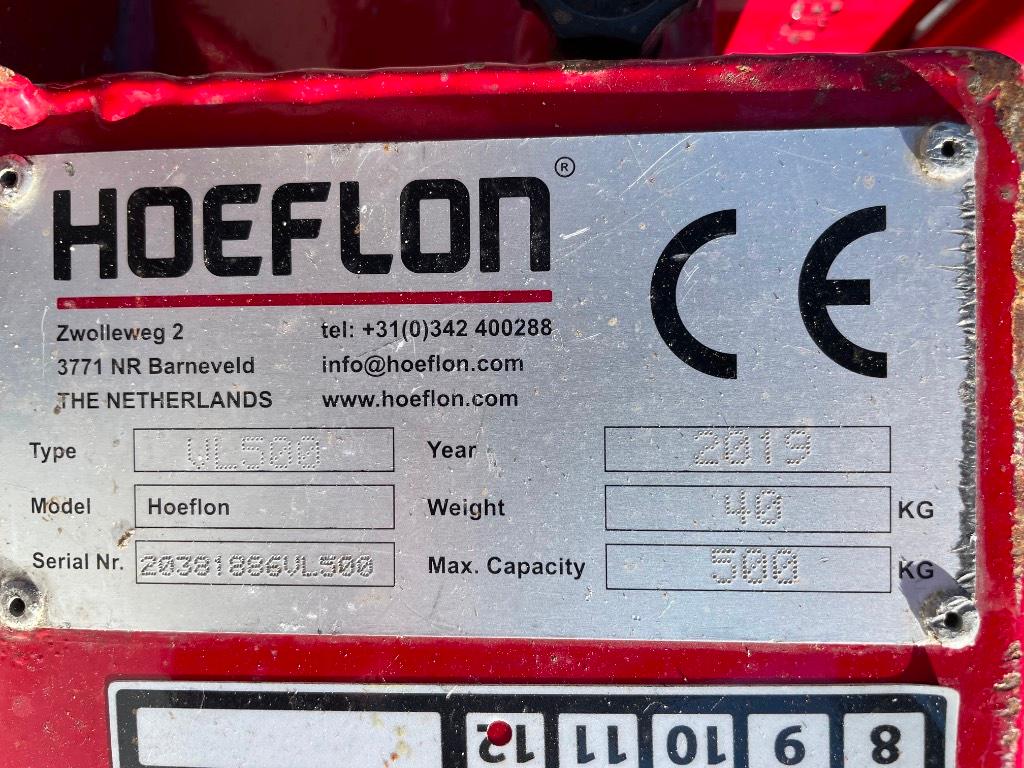 HOEFLON®
CE
Zwolleweg 2
3771 NR Barneveld
THE NETHERLANDS
tel: +31(0)342 400288
info@hoeflon.com
www.hoeflon.com
Type VL500
Year 2019
Model Hoeflon
Weight 40 KG
Serial Nr. 20381886VL500
Max. Capacity 500 KG
12 11 10 9 8